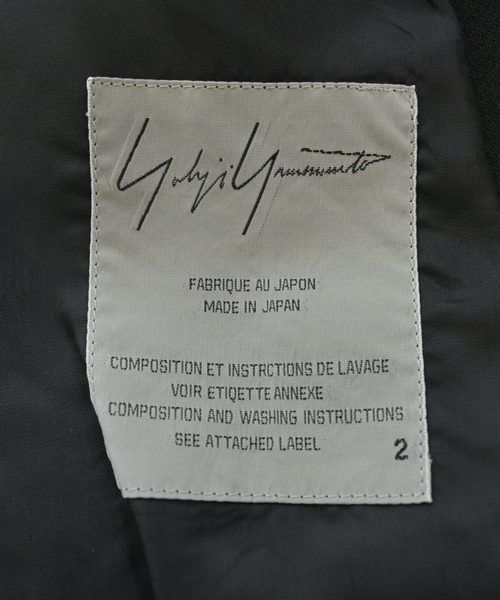 Yohji Yamamoto
FABRIQUE AU JAPON
MADE IN JAPAN
COMPOSITION ET INSTRCTIONS DE LAVAGE
VOIR ETIQETTE ANNEXE
COMPOSITION AND WASHING INSTRUCTIONS
SEE ATTACHED LABEL
2